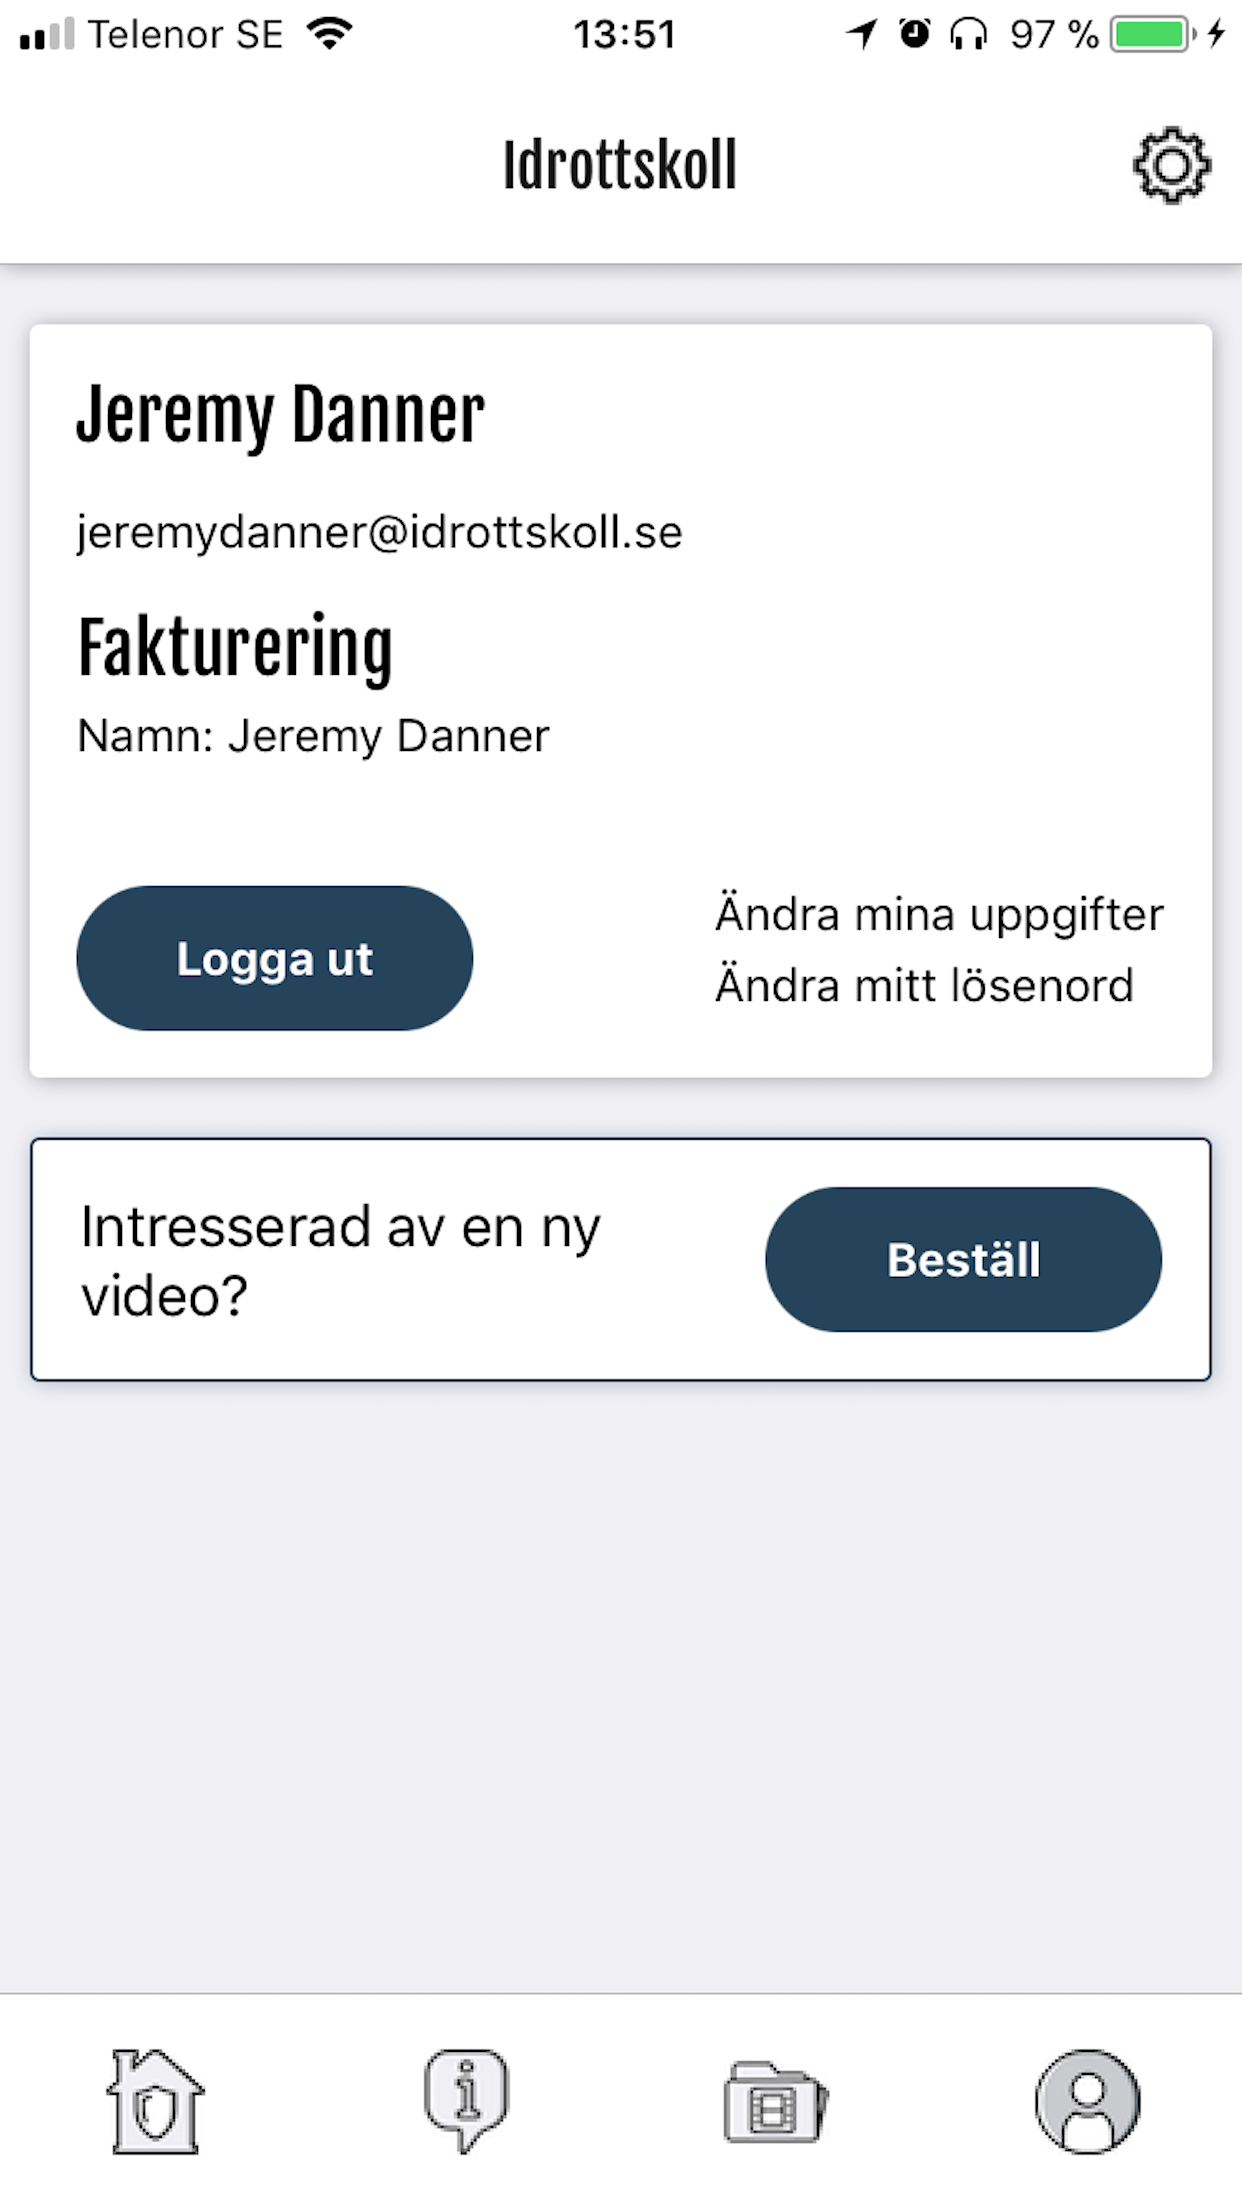 Telenor SE 13:51 97 %
Idrottskoll
Jeremy Danner
jeremydanner@idrottskoll.se
Fakturering
Namn: Jeremy Danner
Logga ut
Ändra mina uppgifter
Ändra mitt lösenord
Intresserad av en ny
video?
Beställ